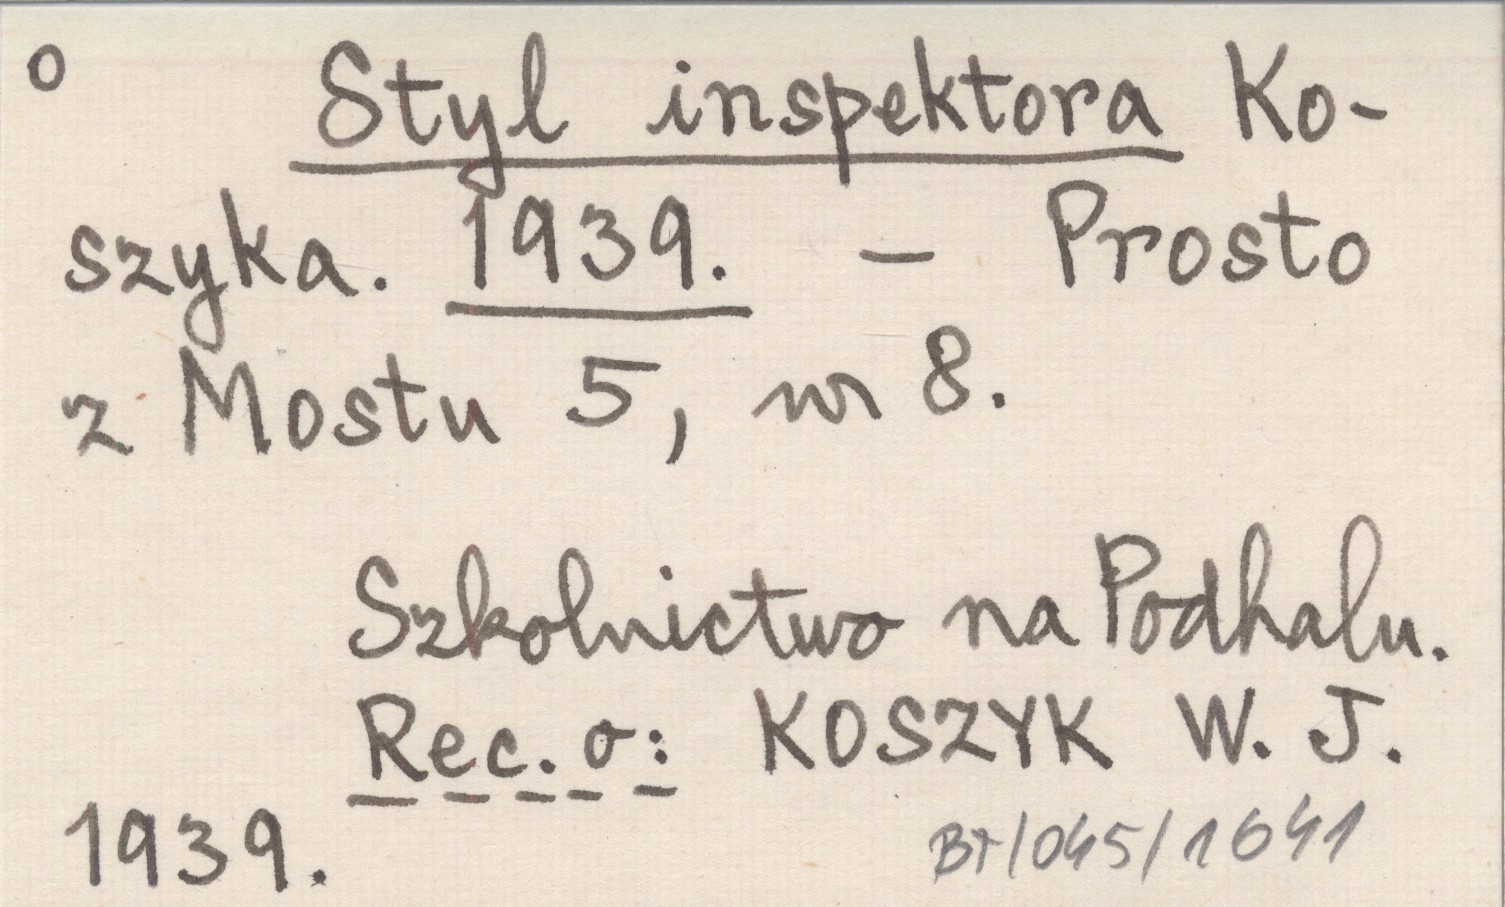 o Styl inspektora Ko-
szyka. 1939. – Prosto
z Mostu 5, nr 8.
Szkolnictwo na Podhalu.
Rec. o: KOSZYK W. J.
1939.
BT/045/1641